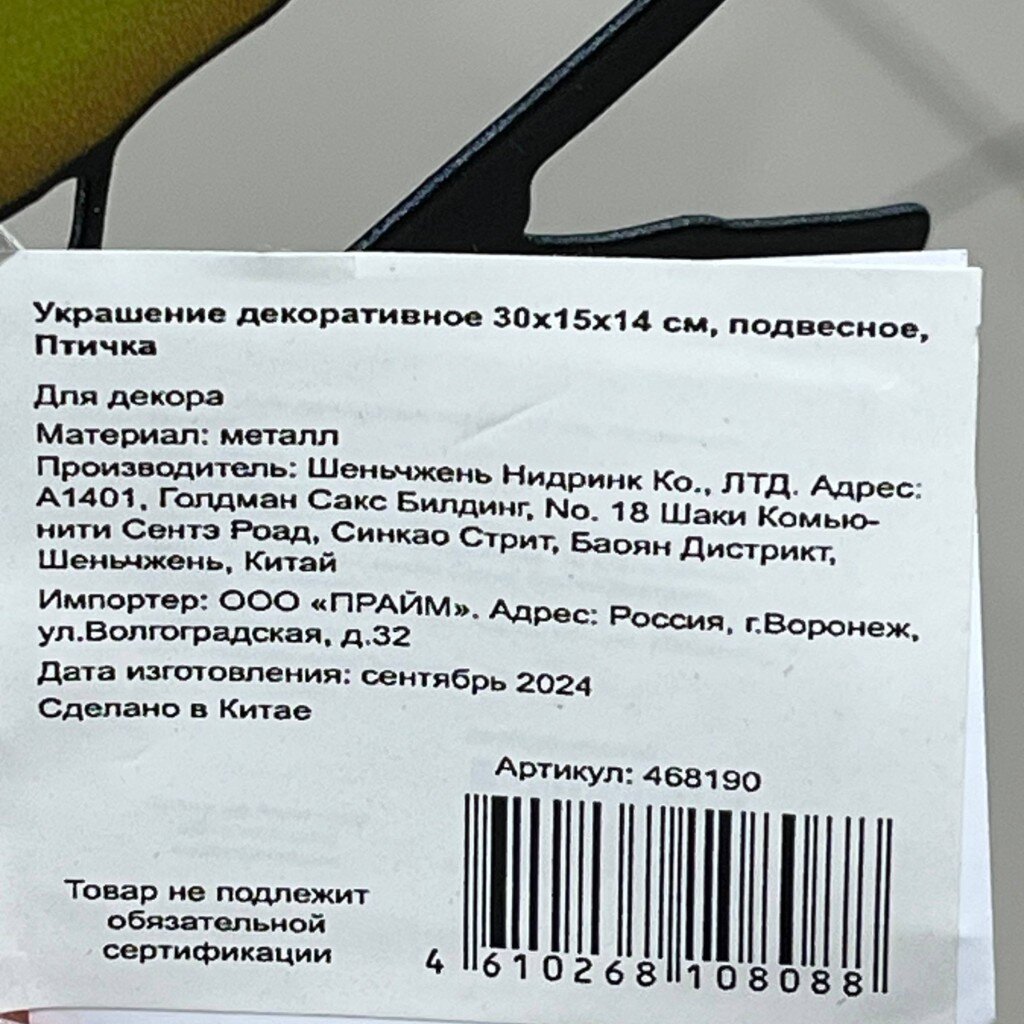 Украшение декоративное 30х15х14 см, подвесное,
Птичка
Для декора
Материал: металл
Производитель: Шеньчжень Нидринк Ко., ЛТД. Адрес:
А1401, Голдман Сакс Билдинг, No. 18 Шаки Комью-
нити Сентэ Роад, Синкао Стрит, Баоян Дистрикт,
Шеньчжень, Китай
Импортер: ООО «ПРАЙМ». Адрес: Россия, г.Воронеж,
ул.Волгоградская, д.32
Дата изготовления: сентябрь 2024
Сделано в Китае
Артикул: 468190
Товар не подлежит
обязательной
сертификации
4 610268 108088